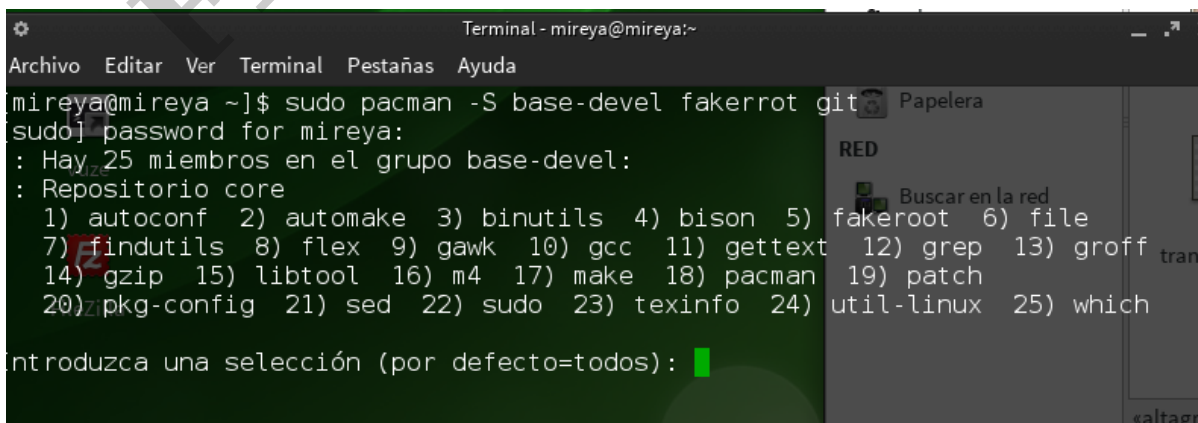 Terminal - mireya@mireya:~
Archivo Editar Ver Terminal Pestañas Ayuda
[mireya@mireya ~]$ sudo pacman -S base-devel fakerrot git
[sudo] password for mireya:
: Hay 25 miembros en el grupo base-devel:
: Repositorio core
1) autoconf 2) automake 3) binutils 4) bison 5) fakeroot 6) file
7) findutils 8) flex 9) gawk 10) gcc 11) gettext 12) grep 13) groff
14) gzip 15) libtool 16) m4 17) make 18) pacman 19) patch
20) pkg-config 21) sed 22) sudo 23) texinfo 24) util-linux 25) which
ntroduzca una selección (por defecto=todos):
Papelera
RED
Buscar en la red
tran
«altagr